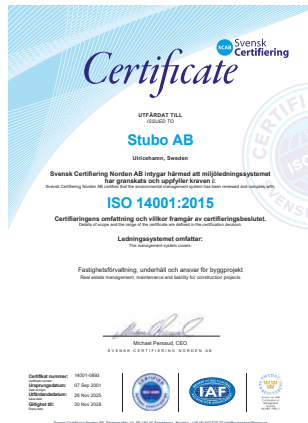 SCAB
Svensk
Certifiering
Certificate
UTFÄRDAT TILL
ISSUED TO
Stubo AB
Ulricehamn, Sweden
Svensk Certifiering Norden AB intygar härmed att miljöledningssystemet
har granskats och uppfyller kraven i:
Svensk Certifiering Norden AB certifies that the environmental management system has been reviewed and complies with:
ISO 14001:2015
Certifieringens omfattning och villkor framgår av certifieringsbeslutet.
Details of scope and the range of the certificate are defined in the certification decision.
Ledningssystemet omfattar:
The management system covers:
Fastighetsförvaltning, underhåll och ansvar för byggprojekt
Real estate management, maintenance and liability for construction projects
Michael Persaud, CEO
SVENSK CERTIFIERING NORDEN AB
Certifikat nummer: 14001-0893
Ursprungsdatum: 07 Sep 2001
Utfärdandedatum: 26 Nov 2025
Giltighet till: 30 Nov 2028
CERTIFIED
IAF